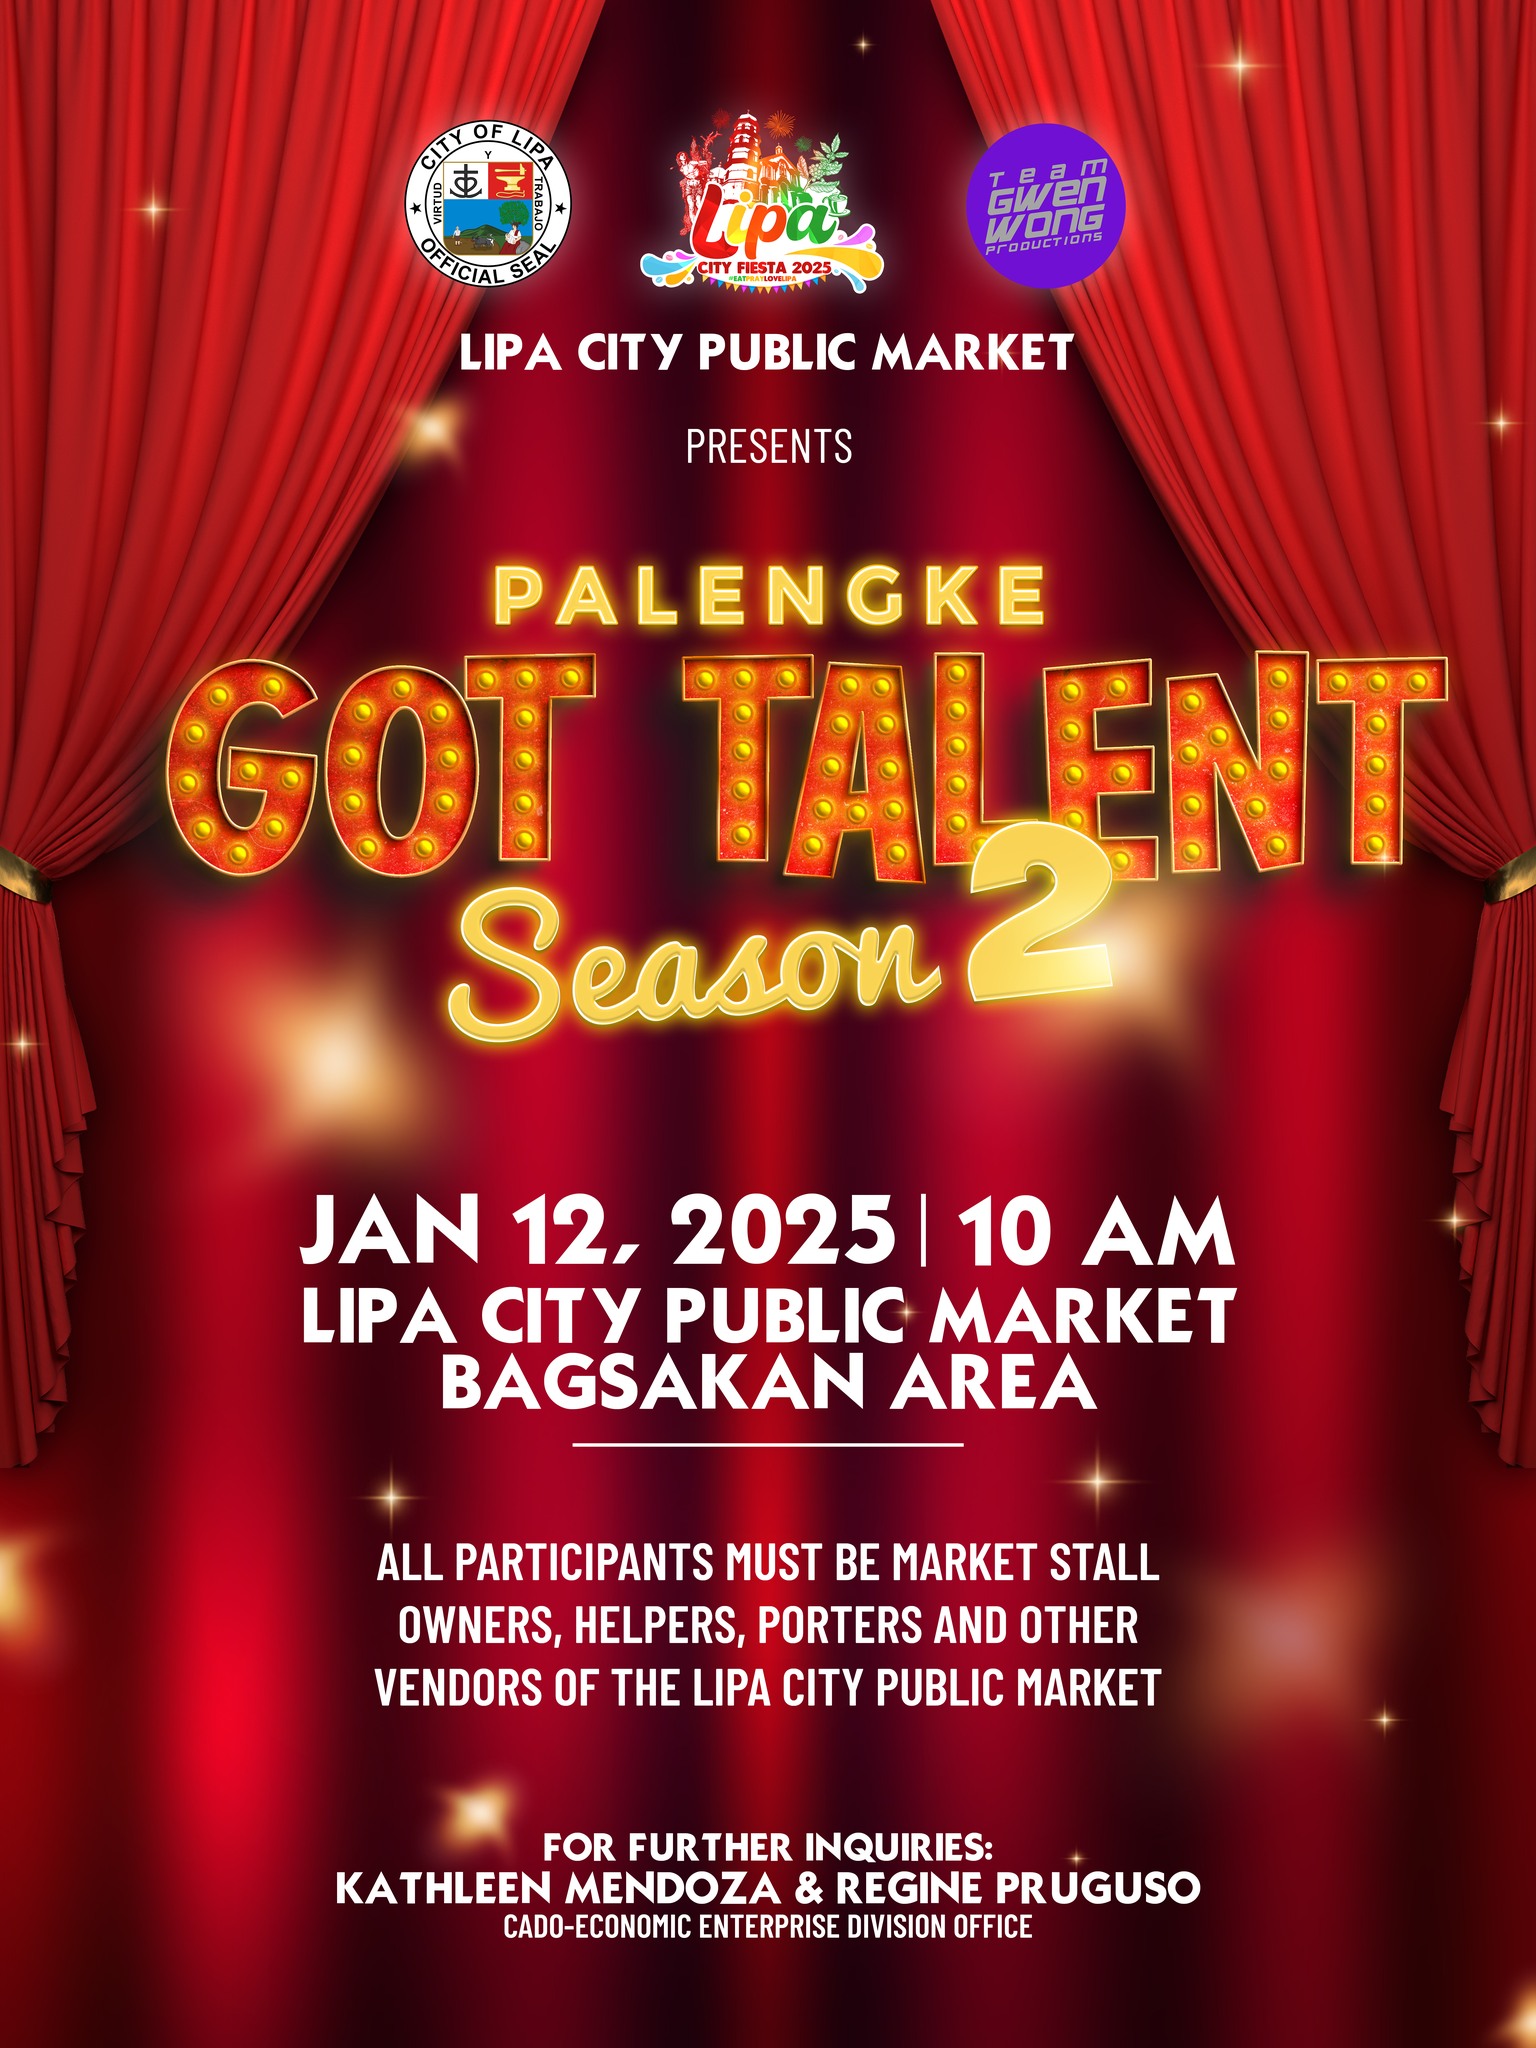 CITY OF LIPA
Y
VIRTUD
TRABAJO
OFFICIAL SEAL
Lipa
CITY FIESTA 2025
#EATPRAYLOVELIPA
TEAM
GWEN
WONG
PRODUCTIONS
LIPA CITY PUBLIC MARKET
PRESENTS
PALENGKE
GOT TALENT
Season 2
JAN 12, 2025 | 10 AM
LIPA CITY PUBLIC MARKET
BAGSAKAN AREA
ALL PARTICIPANTS MUST BE MARKET STALL
OWNERS, HELPERS, PORTERS AND OTHER
VENDORS OF THE LIPA CITY PUBLIC MARKET
FOR FURTHER INQUIRIES:
KATHLEEN MENDOZA & REGINE PRUGUSO
CADO-ECONOMIC ENTERPRISE DIVISION OFFICE